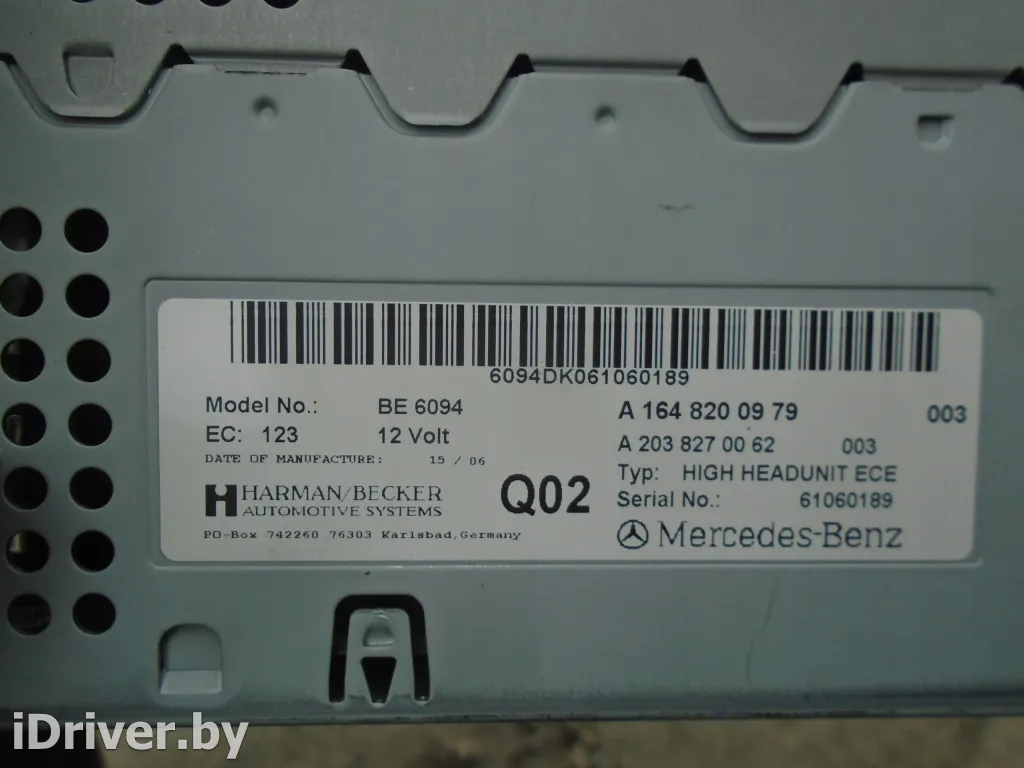 6094DK061060189
Model No.: BE 6094
A 164 820 09 79 003
EC: 123 12 Volt
A 203 827 00 62 003
DATE OF MANUFACTURE: 15 / 06
Typ: HIGH HEADUNIT ECE
HARMAN/BECKER
AUTOMOTIVE SYSTEMS
Q02
Serial No.: 61060189
PO-Box 742260 76303 Karlsbad,Germany
Mercedes-Benz
iDriver.by